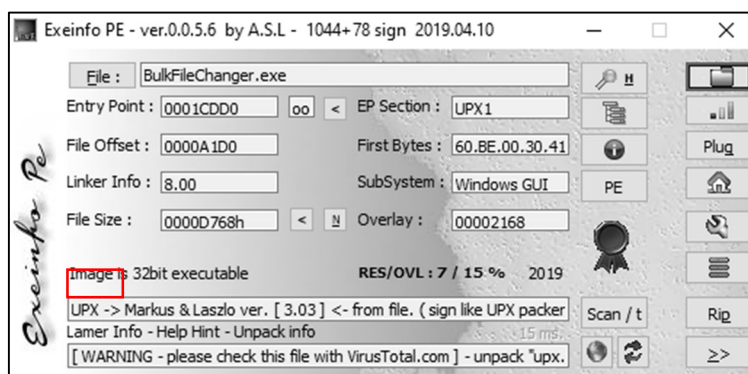 Exeinfo PE - ver.0.0.5.6 by A.S.L - 1044+78 sign 2019.04.10
File : BulkFileChanger.exe H
Entry Point : 0001CDD0 oo < EP Section : UPX1
File Offset : 0000A1D0 First Bytes : 60.BE.00.30.41 Plug
Linker Info : 8.00 SubSystem : Windows GUI PE
File Size : 0000D768h < N Overlay : 00002168
Image is 32bit executable RES/OVL : 7 / 15 % 2019
UPX -> Markus & Laszlo ver. [ 3.03 ] <- from file. ( sign like UPX packer Scan / t Rip
Lamer Info - Help Hint - Unpack info 15 ms.
[ WARNING - please check this file with VirusTotal.com ] - unpack "upx. >>
Exeinfo Pe